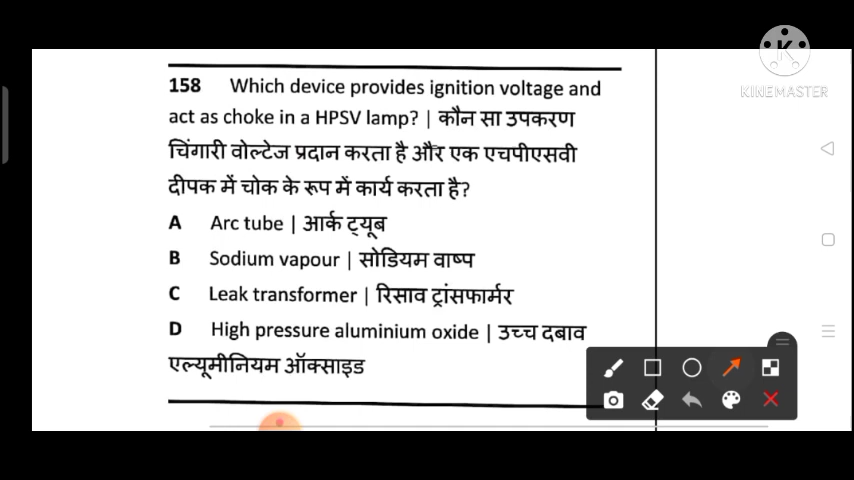 KINEMASTER
158 Which device provides ignition voltage and
act as choke in a HPSV lamp? | कौन सा उपकरण
चिंगारी वोल्टेज प्रदान करता है और एक एचपीएसवी
दीपक में चोक के रूप में कार्य करता है?
A Arc tube | आर्क ट्यूब
B Sodium vapour | सोडियम वाष्प
C Leak transformer | रिसाव ट्रांसफार्मर
D High pressure aluminium oxide | उच्च दबाव
एल्यूमीनियम ऑक्साइड